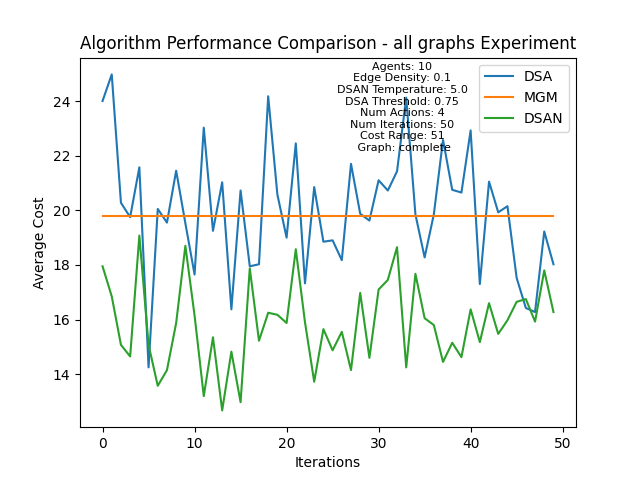 Algorithm Performance Comparison - all graphs Experiment
Agents: 10
Edge Density: 0.1
DSAN Temperature: 5.0
DSA Threshold: 0.75
Num Actions: 4
Num Iterations: 50
Cost Range: 51
Graph: complete
DSA
MGM
DSAN
Average Cost
24
22
20
18
16
14
0
10
20
30
40
50
Iterations